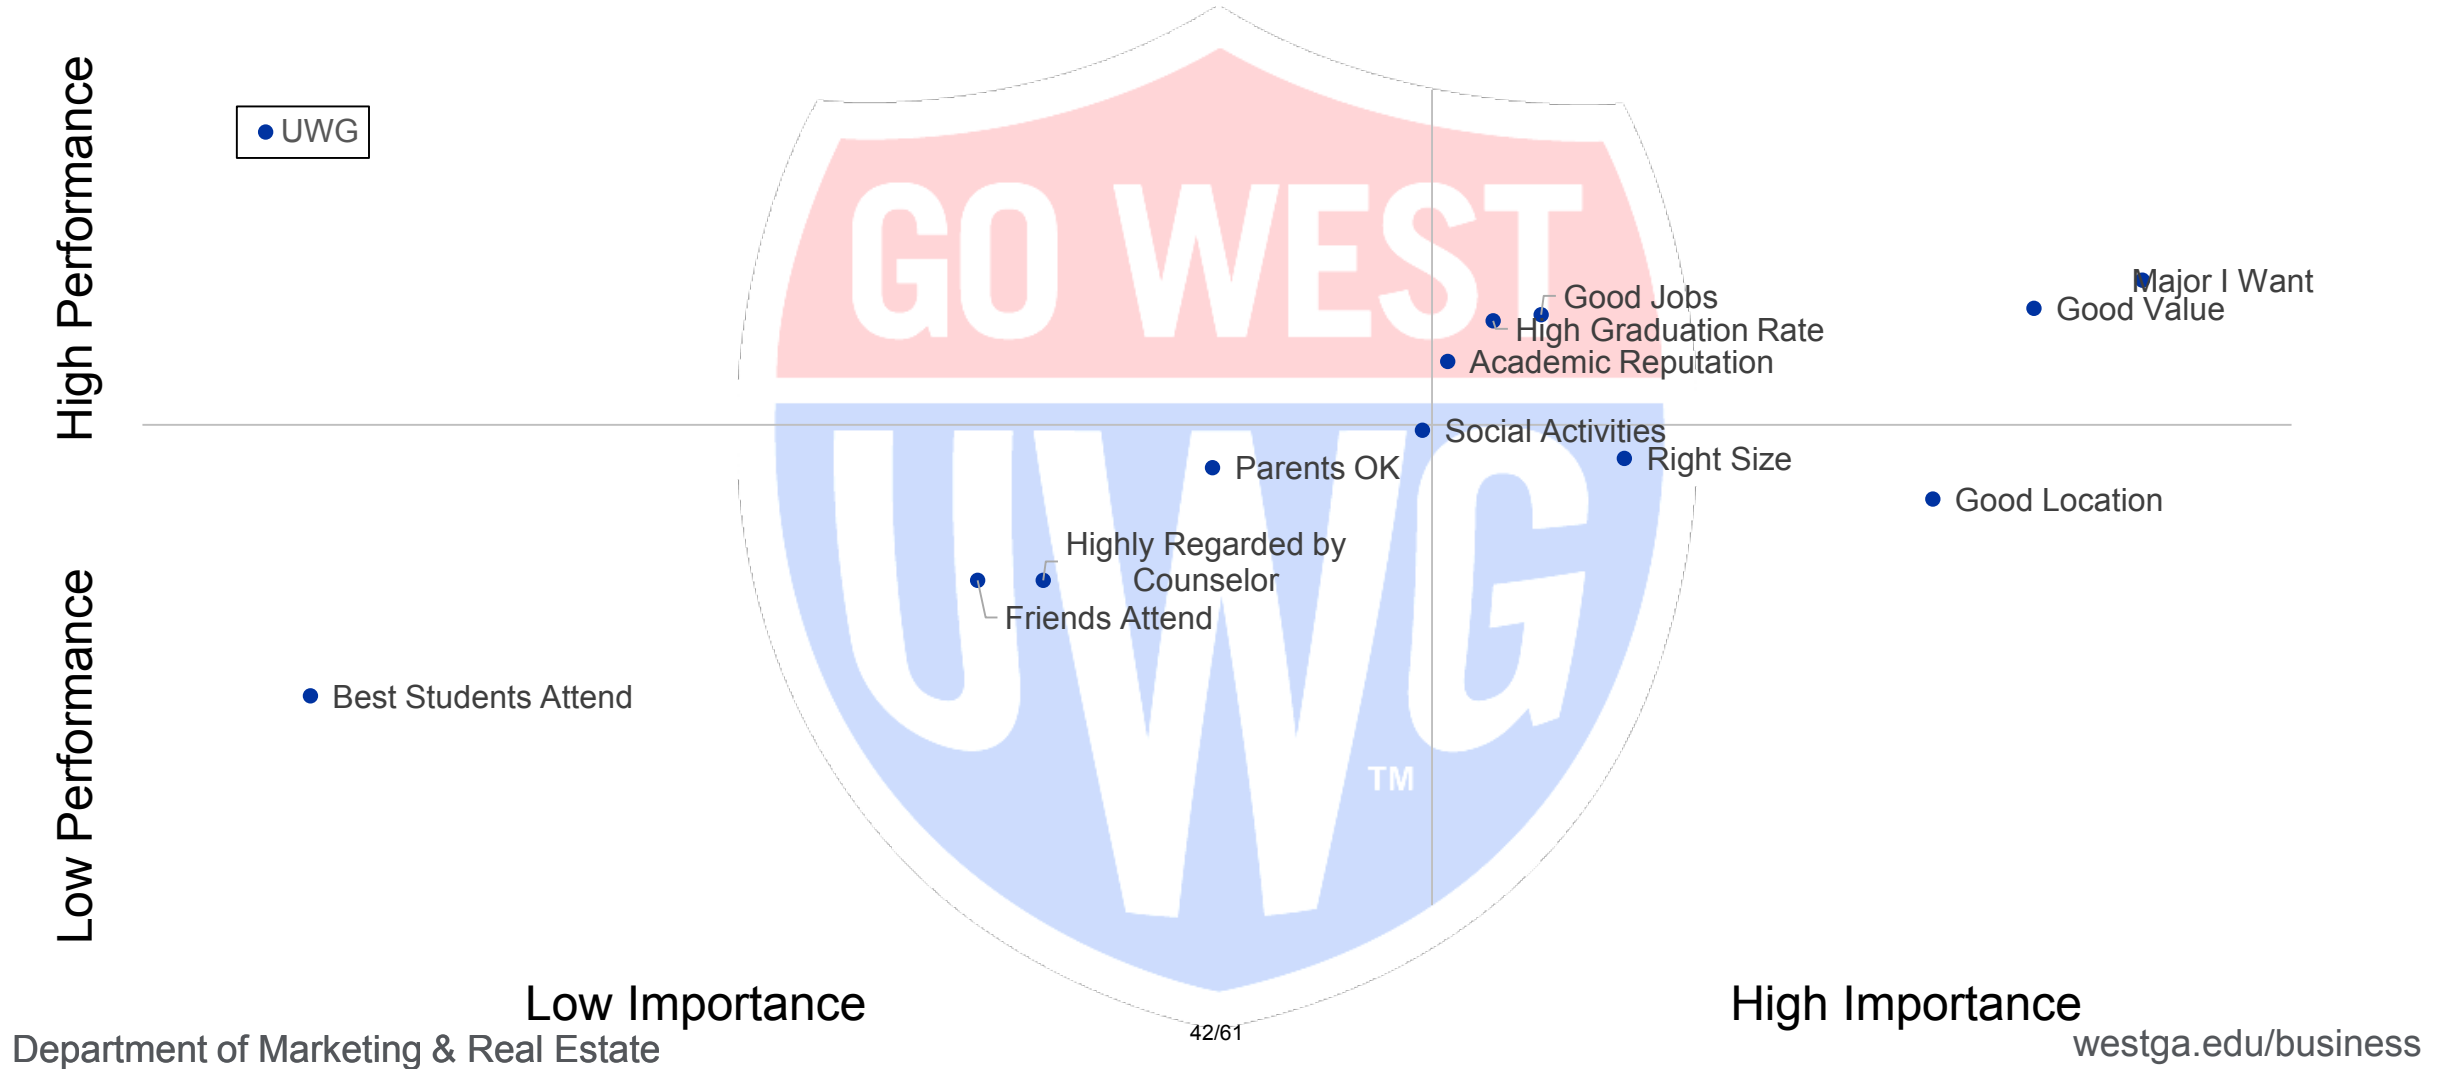 High Performance
UWG
GO WEST
Major I Want
Good Jobs
Good Value
High Graduation Rate
Academic Reputation
Social Activities
Right Size
Parents OK
Good Location
UWG
Highly Regarded by
Counselor
Friends Attend
Low Performance
Best Students Attend
TM
Low Importance
High Importance
42/61
Department of Marketing & Real Estate
westga.edu/business